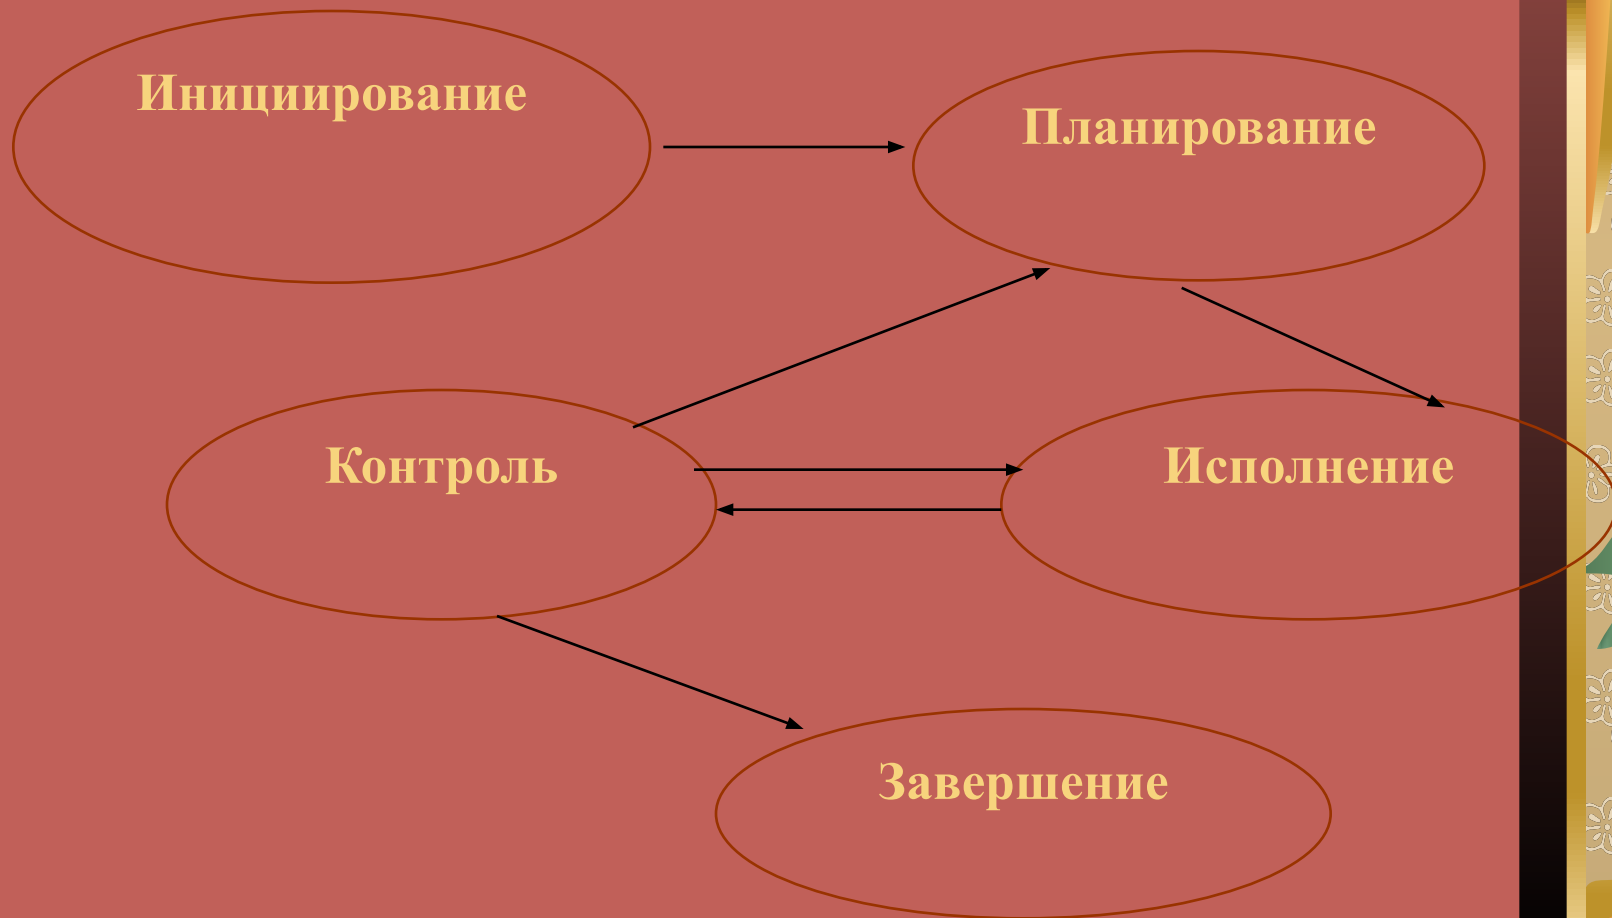 Инициирование
Планирование
Контроль
Исполнение
Завершение